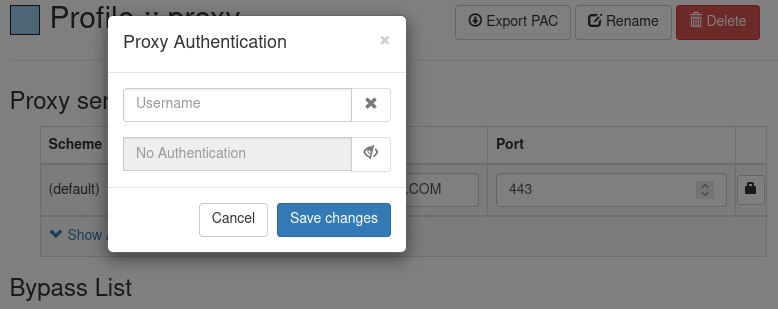 Profile :: proxy
Export PAC
Rename
Delete
Proxy Authentication
×
Username
No Authentication
Cancel
Save changes
Proxy ser
Scheme
Port
(default)
.COM
443
Show
Bypass List